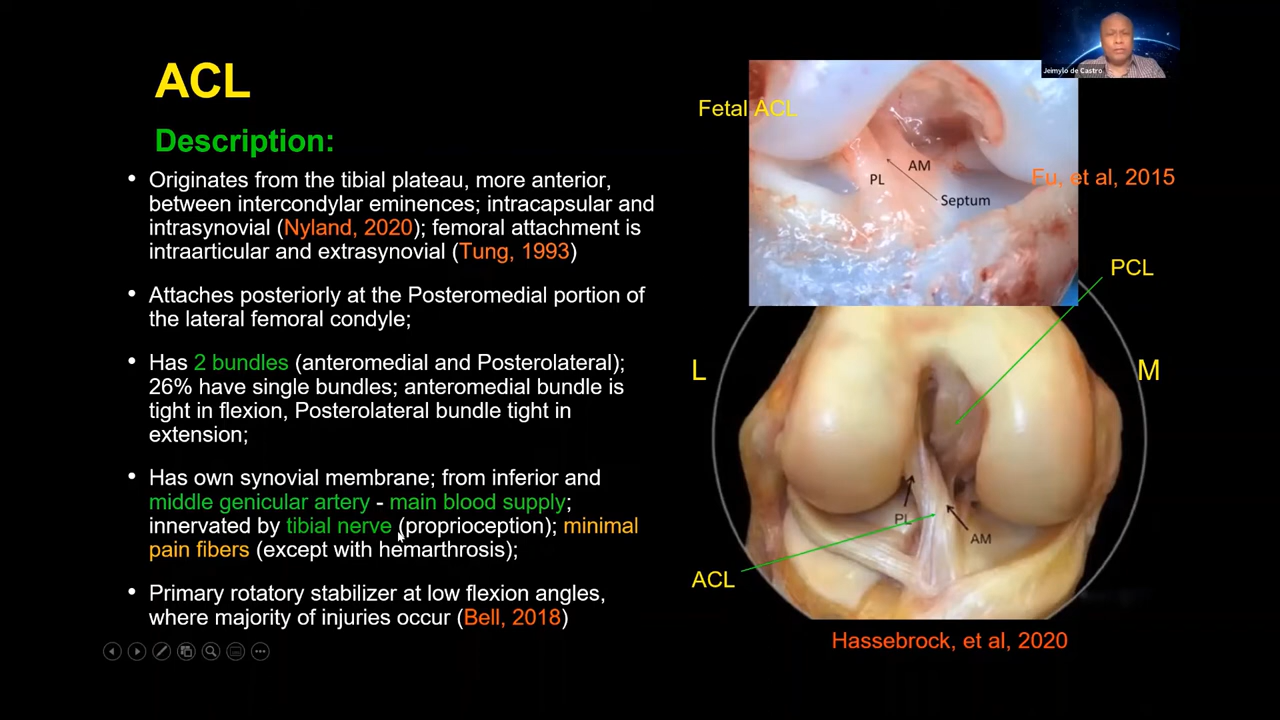 ACL
Description:
• Originates from the tibial plateau, more anterior,
between intercondylar eminences; intracapsular and
intrasynovial (Nyland, 2020); femoral attachment is
intraarticular and extrasynovial (Tung, 1993)
• Attaches posteriorly at the Posteromedial portion of
the lateral femoral condyle;
• Has 2 bundles (anteromedial and Posterolateral);
26% have single bundles; anteromedial bundle is
tight in flexion, Posterolateral bundle tight in
extension;
• Has own synovial membrane; from inferior and
middle genicular artery - main blood supply;
innervated by tibial nerve (proprioception); minimal
pain fibers (except with hemarthrosis);
• Primary rotatory stabilizer at low flexion angles,
where majority of injuries occur (Bell, 2018)
Jeimylo de Castro
Fetal ACL
AM
PL
Septum
Fu, et al, 2015
PCL
L
M
PL
AM
ACL
Hassebrock, et al, 2020